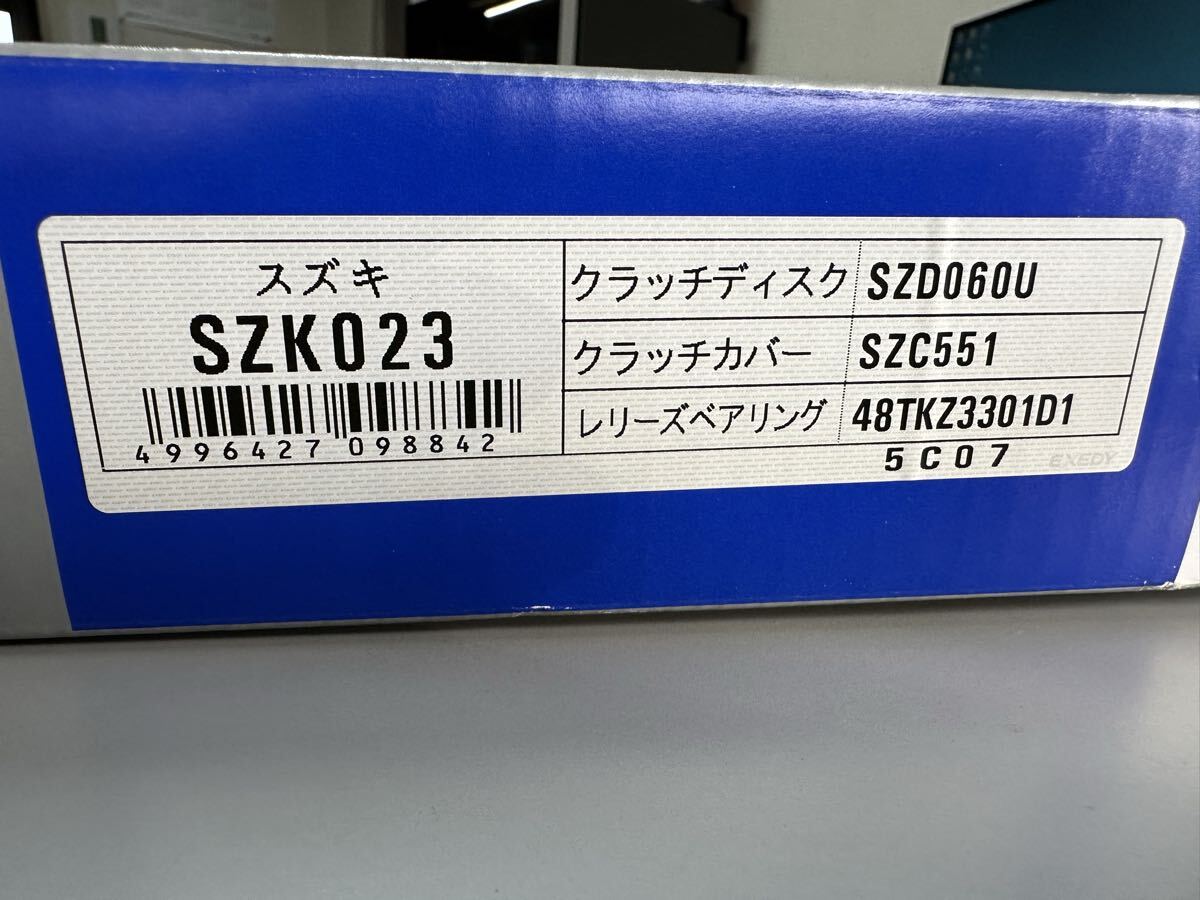 スズキ
SZK023
4996427 098842
クラッチディスク SZD060U
クラッチカバー SZC551
レリーズベアリング 48TKZ3301D1
5C07 EXEDY